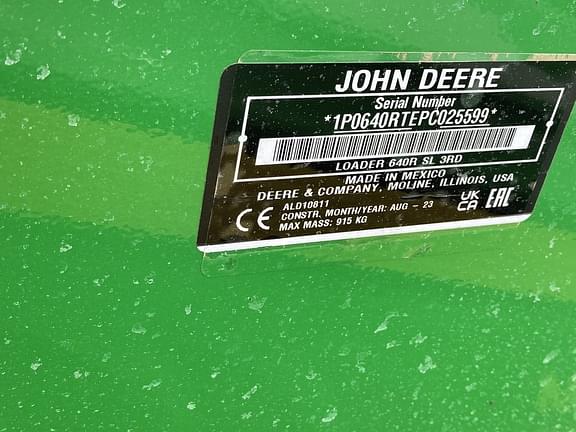 JOHN DEERE
Serial Number
*1P0640RTEPC025599*
LOADER 640R SL 3RD
MADE IN MEXICO
DEERE & COMPANY, MOLINE, ILLINOIS, USA
ALD10811
CONSTR. MONTH/YEAR: AUG - 23
MAX MASS: 915 KG
CE
UK
CA
EAC